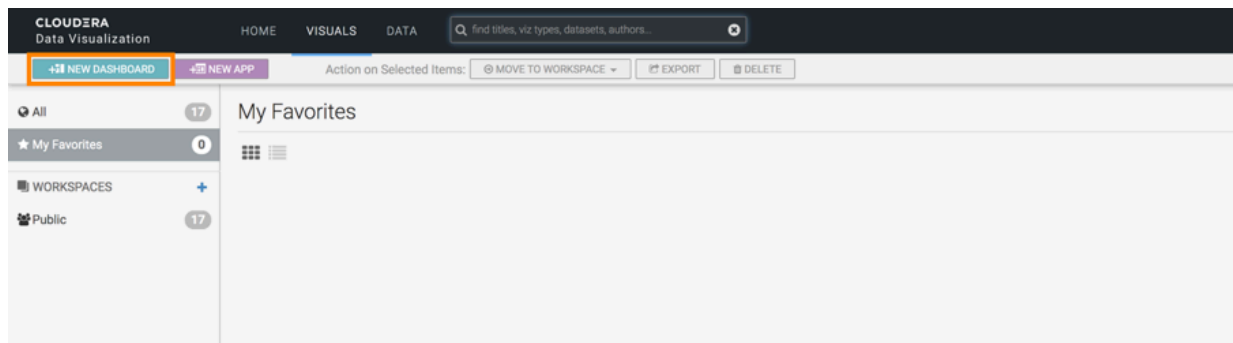 CLOUDERA
Data Visualization
HOME VISUALS DATA find titles, viz types, datasets, authors...
NEW DASHBOARD NEW APP Action on Selected Items: MOVE TO WORKSPACE EXPORT DELETE
All 17
My Favorites 0
WORKSPACES +
Public 17
My Favorites